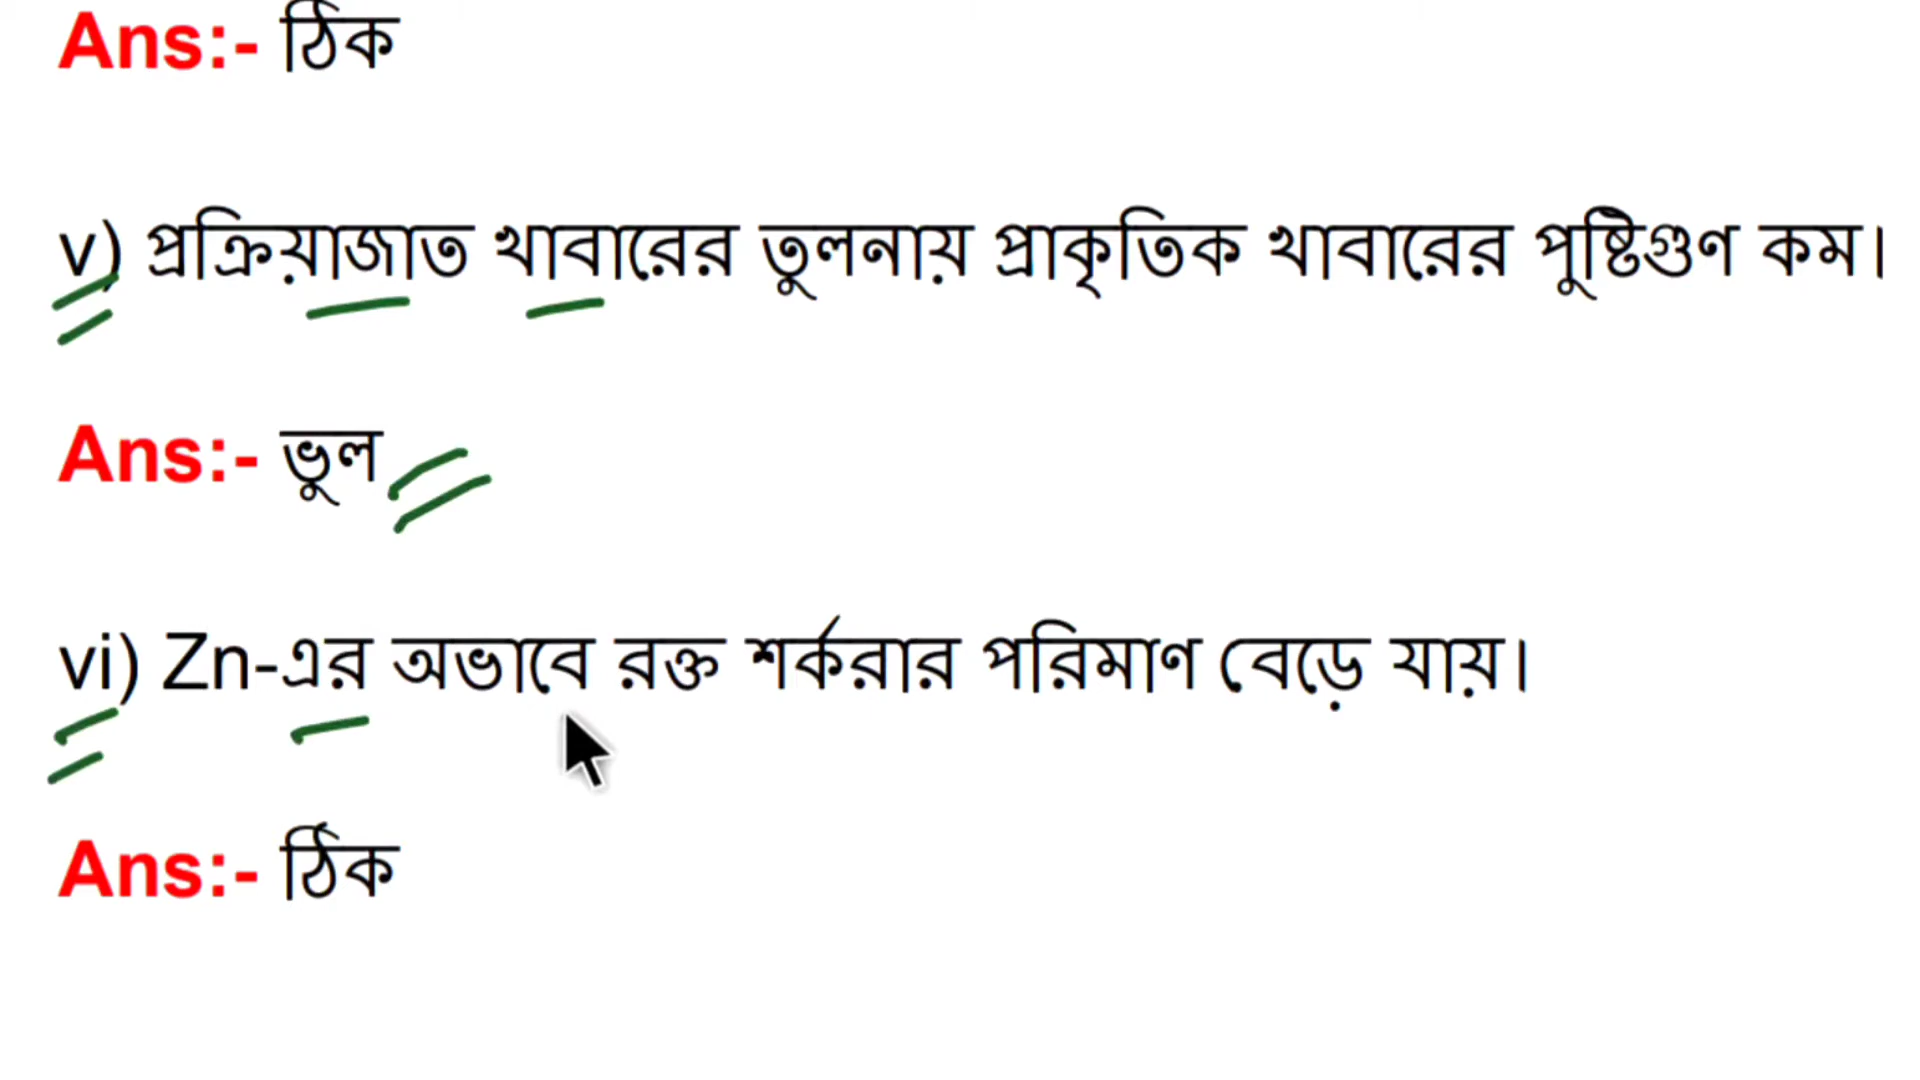 Ans:- ঠিক
v) প্রক্রিয়াজাত খাবারের তুলনায় প্রাকৃতিক খাবারের পুষ্টিগুণ কম।
Ans:- ভুল
vi) Zn-এর অভাবে রক্ত শর্করার পরিমাণ বেড়ে যায়।
Ans:- ঠিক